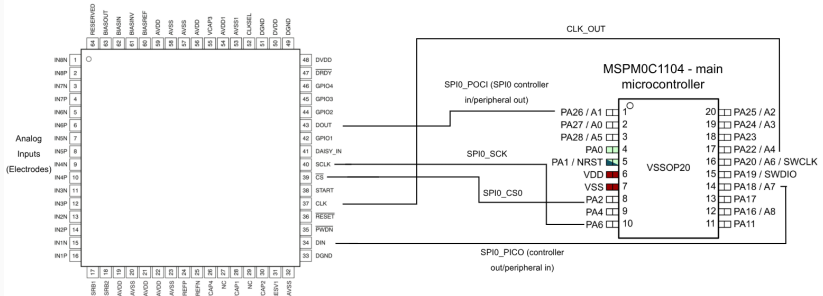 RESERVED
BIASOUT
BIASIN
BIASINV
BIASREF
AVDD
AVSS
AVSS
AVDD
VCAP3
AVDD1
AVSS1
CLKSEL
DGND
DVDD
DGND
64 63 62 61 60 59 58 57 56 55 54 53 52 51 50 49
CLK_OUT
IN8N 1
IN8P 2
IN7N 3
IN7P 4
IN6N 5
IN6P 6
IN5N 7
IN5P 8
IN4N 9
IN4P 10
IN3N 11
IN3P 12
IN2N 13
IN2P 14
IN1N 15
IN1P 16
Analog
Inputs
(Electrodes)
48 DVDD
47 DRDY
46 GPIO4
45 GPIO3
44 GPIO2
43 DOUT
42 GPIO1
41 DAISY_IN
40 SCLK
39 CS
38 START
37 CLK
36 RESET
35 PWDN
34 DIN
33 DGND
17 18 19 20 21 22 23 24 25 26 27 28 29 30 31 32
SRB1
SRB2
AVDD
AVSS
AVDD
AVDD
AVSS
REFP
REFN
CAP4
NC
CAP1
NC
CAP2
ESV1
AVSS
SPI0_POCI (SPI0 controller
in/peripheral out)
SPI0_SCK
SPI0_CS0
SPI0_PICO (controller
out/peripheral in)
MSPM0C1104 - main
microcontroller
PA26 / A1 1
PA27 / A0 2
PA28 / A5 3
PA0 4
PA1 / NRST 5
VDD 6
VSS 7
PA2 8
PA4 9
PA6 10
VSSOP20
20 PA25 / A2
19 PA24 / A3
18 PA23
17 PA22 / A4
16 PA20 / A6 / SWCLK
15 PA19 / SWDIO
14 PA18 / A7
13 PA17
12 PA16 / A8
11 PA11